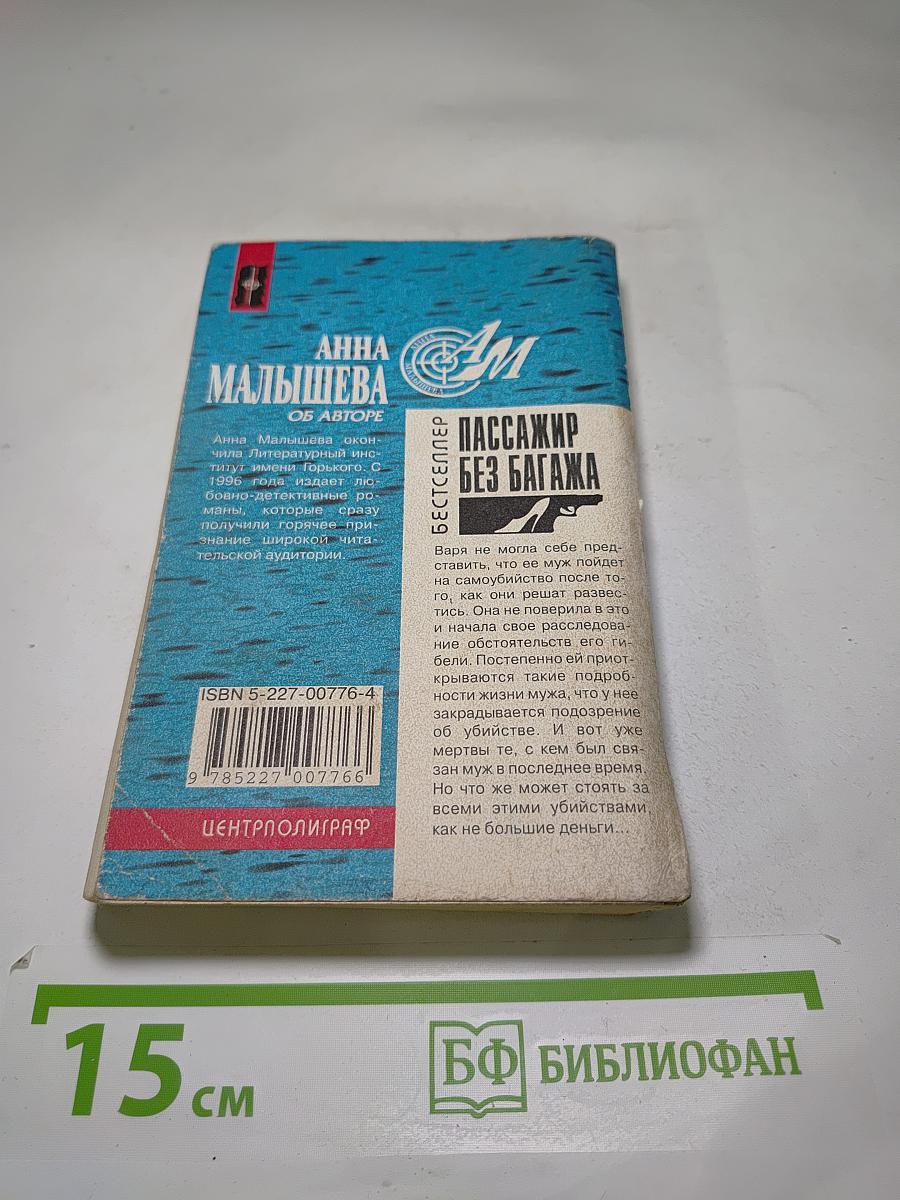 АННА
МАЛЫШЕВА
ОБ АВТОРЕ
Анна Малышева окон-
чила Литературный инс-
титут имени Горького. С
1996 года издает лю-
бовно-детективные ро-
маны, которые сразу
получили горячее при-
знание широкой чита-
тельской аудитории.
АННА
МАЛЫШЕВА
АМ
БЕСТСЕЛЛЕР
ПАССАЖИР
БЕЗ БАГАЖА
Варя не могла себе пред-
ставить, что ее муж пойдет
на самоубийство после то-
го, как они решат развес-
тись. Она не поверила в это
и начала свое расследова-
ние обстоятельств его ги-
бели. Постепенно ей приот-
крываются такие подроб-
ности жизни мужа, что у нее
закрадывается подозрение
об убийстве. И вот уже
мертвы те, с кем был свя-
зан муж в последнее время.
Но что же может стоять за
всеми этими убийствами,
как не большие деньги...
ISBN 5-227-00776-4
9 785227 007766
ЦЕНТРПОЛИГРАФ
15 см
БФ БИБЛИОФАН